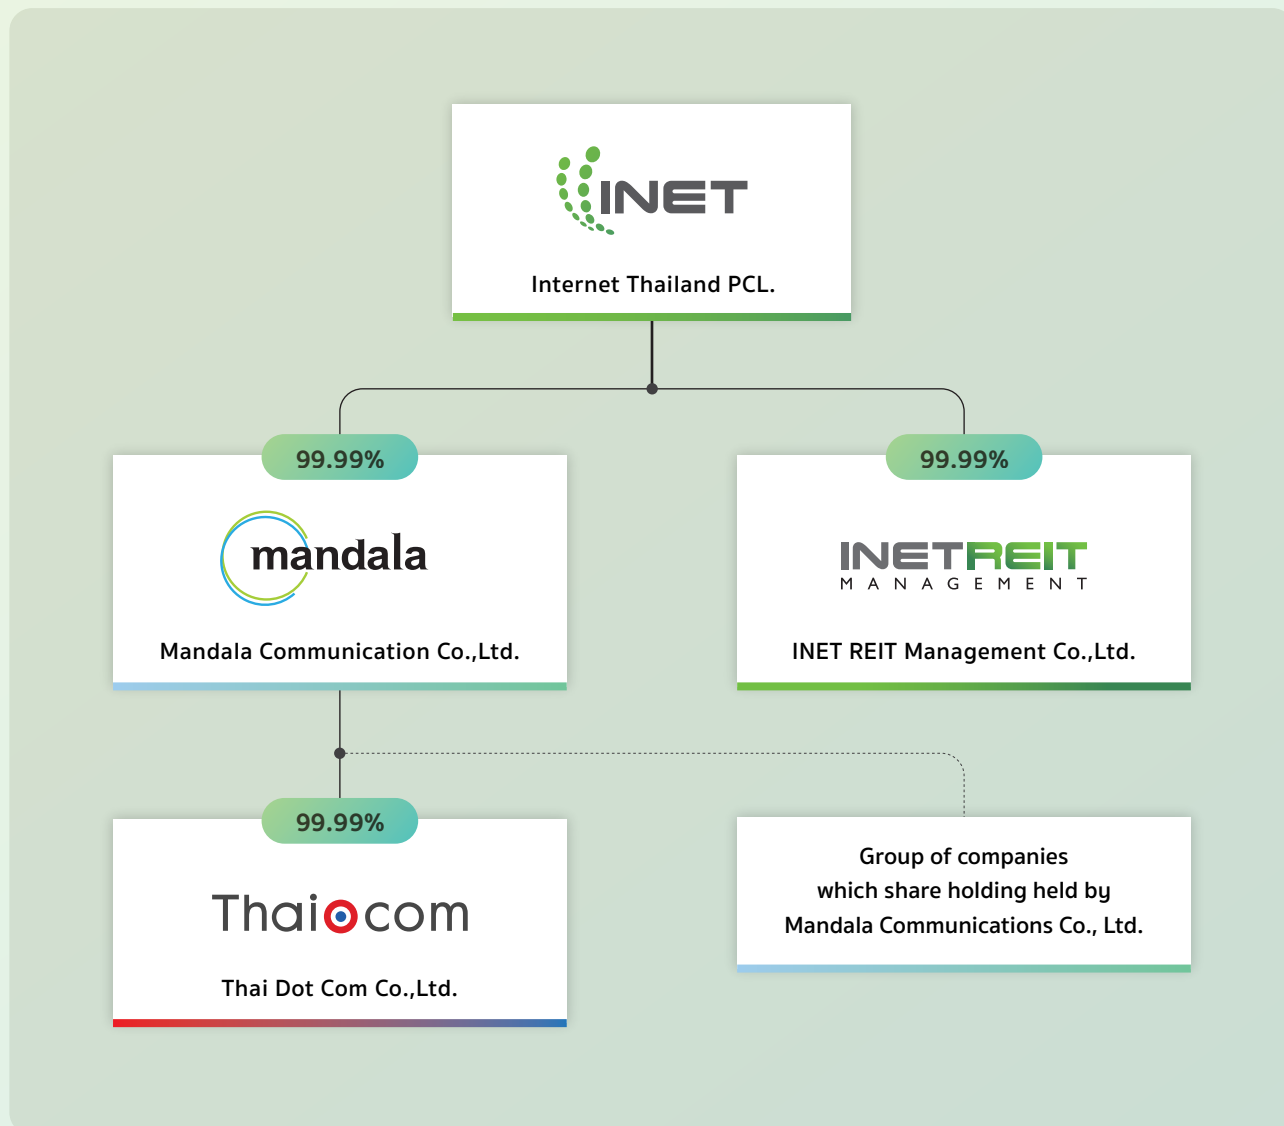 INET
Internet Thailand PCL.
99.99%
mandala
Mandala Communication Co.,Ltd.
99.99%
INETREIT
MANAGEMENT
INET REIT Management Co.,Ltd.
99.99%
Thai com
Thai Dot Com Co.,Ltd.
Group of companies
which share holding held by
Mandala Communications Co., Ltd.